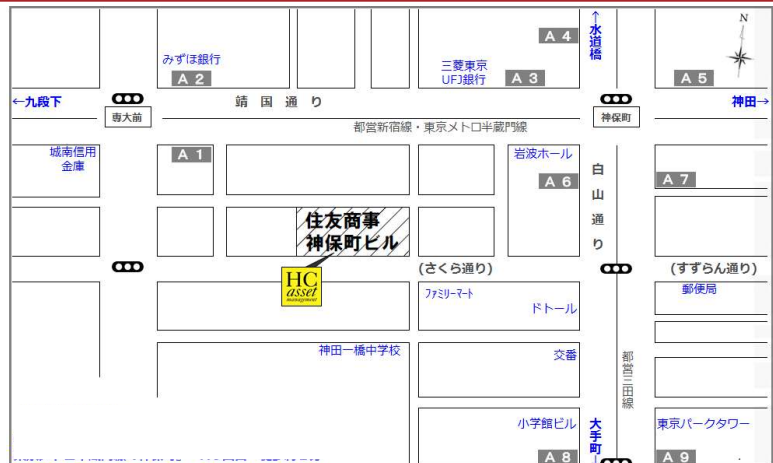 N
A 4
↑水道橋
みずほ銀行
A 2
三菱東京
UFJ銀行
A 3
A 5
←九段下
靖国通り
神田→
専大前
神保町
都営新宿線・東京メトロ半蔵門線
城南信用
金庫
A 1
岩波ホール
A 6
白山通り
A 7
住友商事
神保町ビル
(さくら通り)
(すずらん通り)
HC
asset
management
ファミリーマート
ドトール
郵便局
神田一橋中学校
交番
都営三田線
小学館ビル
大手町↓
東京パークタワー
A 8
A 9